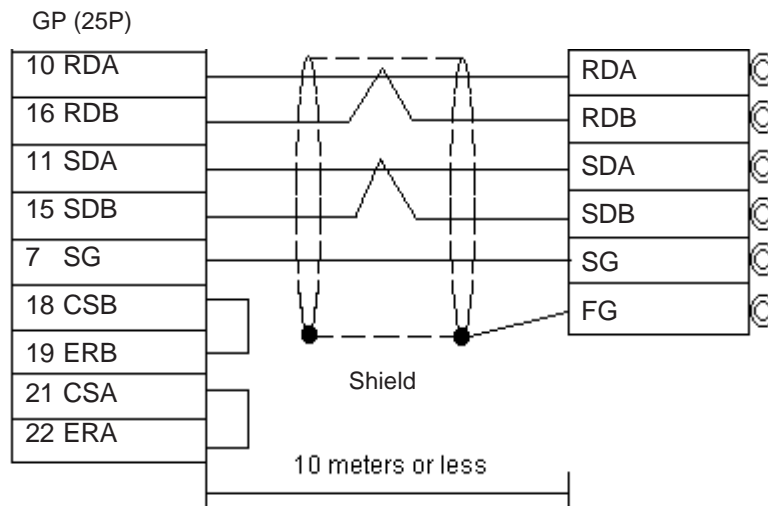 GP (25P)
10 RDA
16 RDB
11 SDA
15 SDB
7 SG
18 CSB
19 ERB
21 CSA
22 ERA
RDA
RDB
SDA
SDB
SG
FG
Shield
10 meters or less